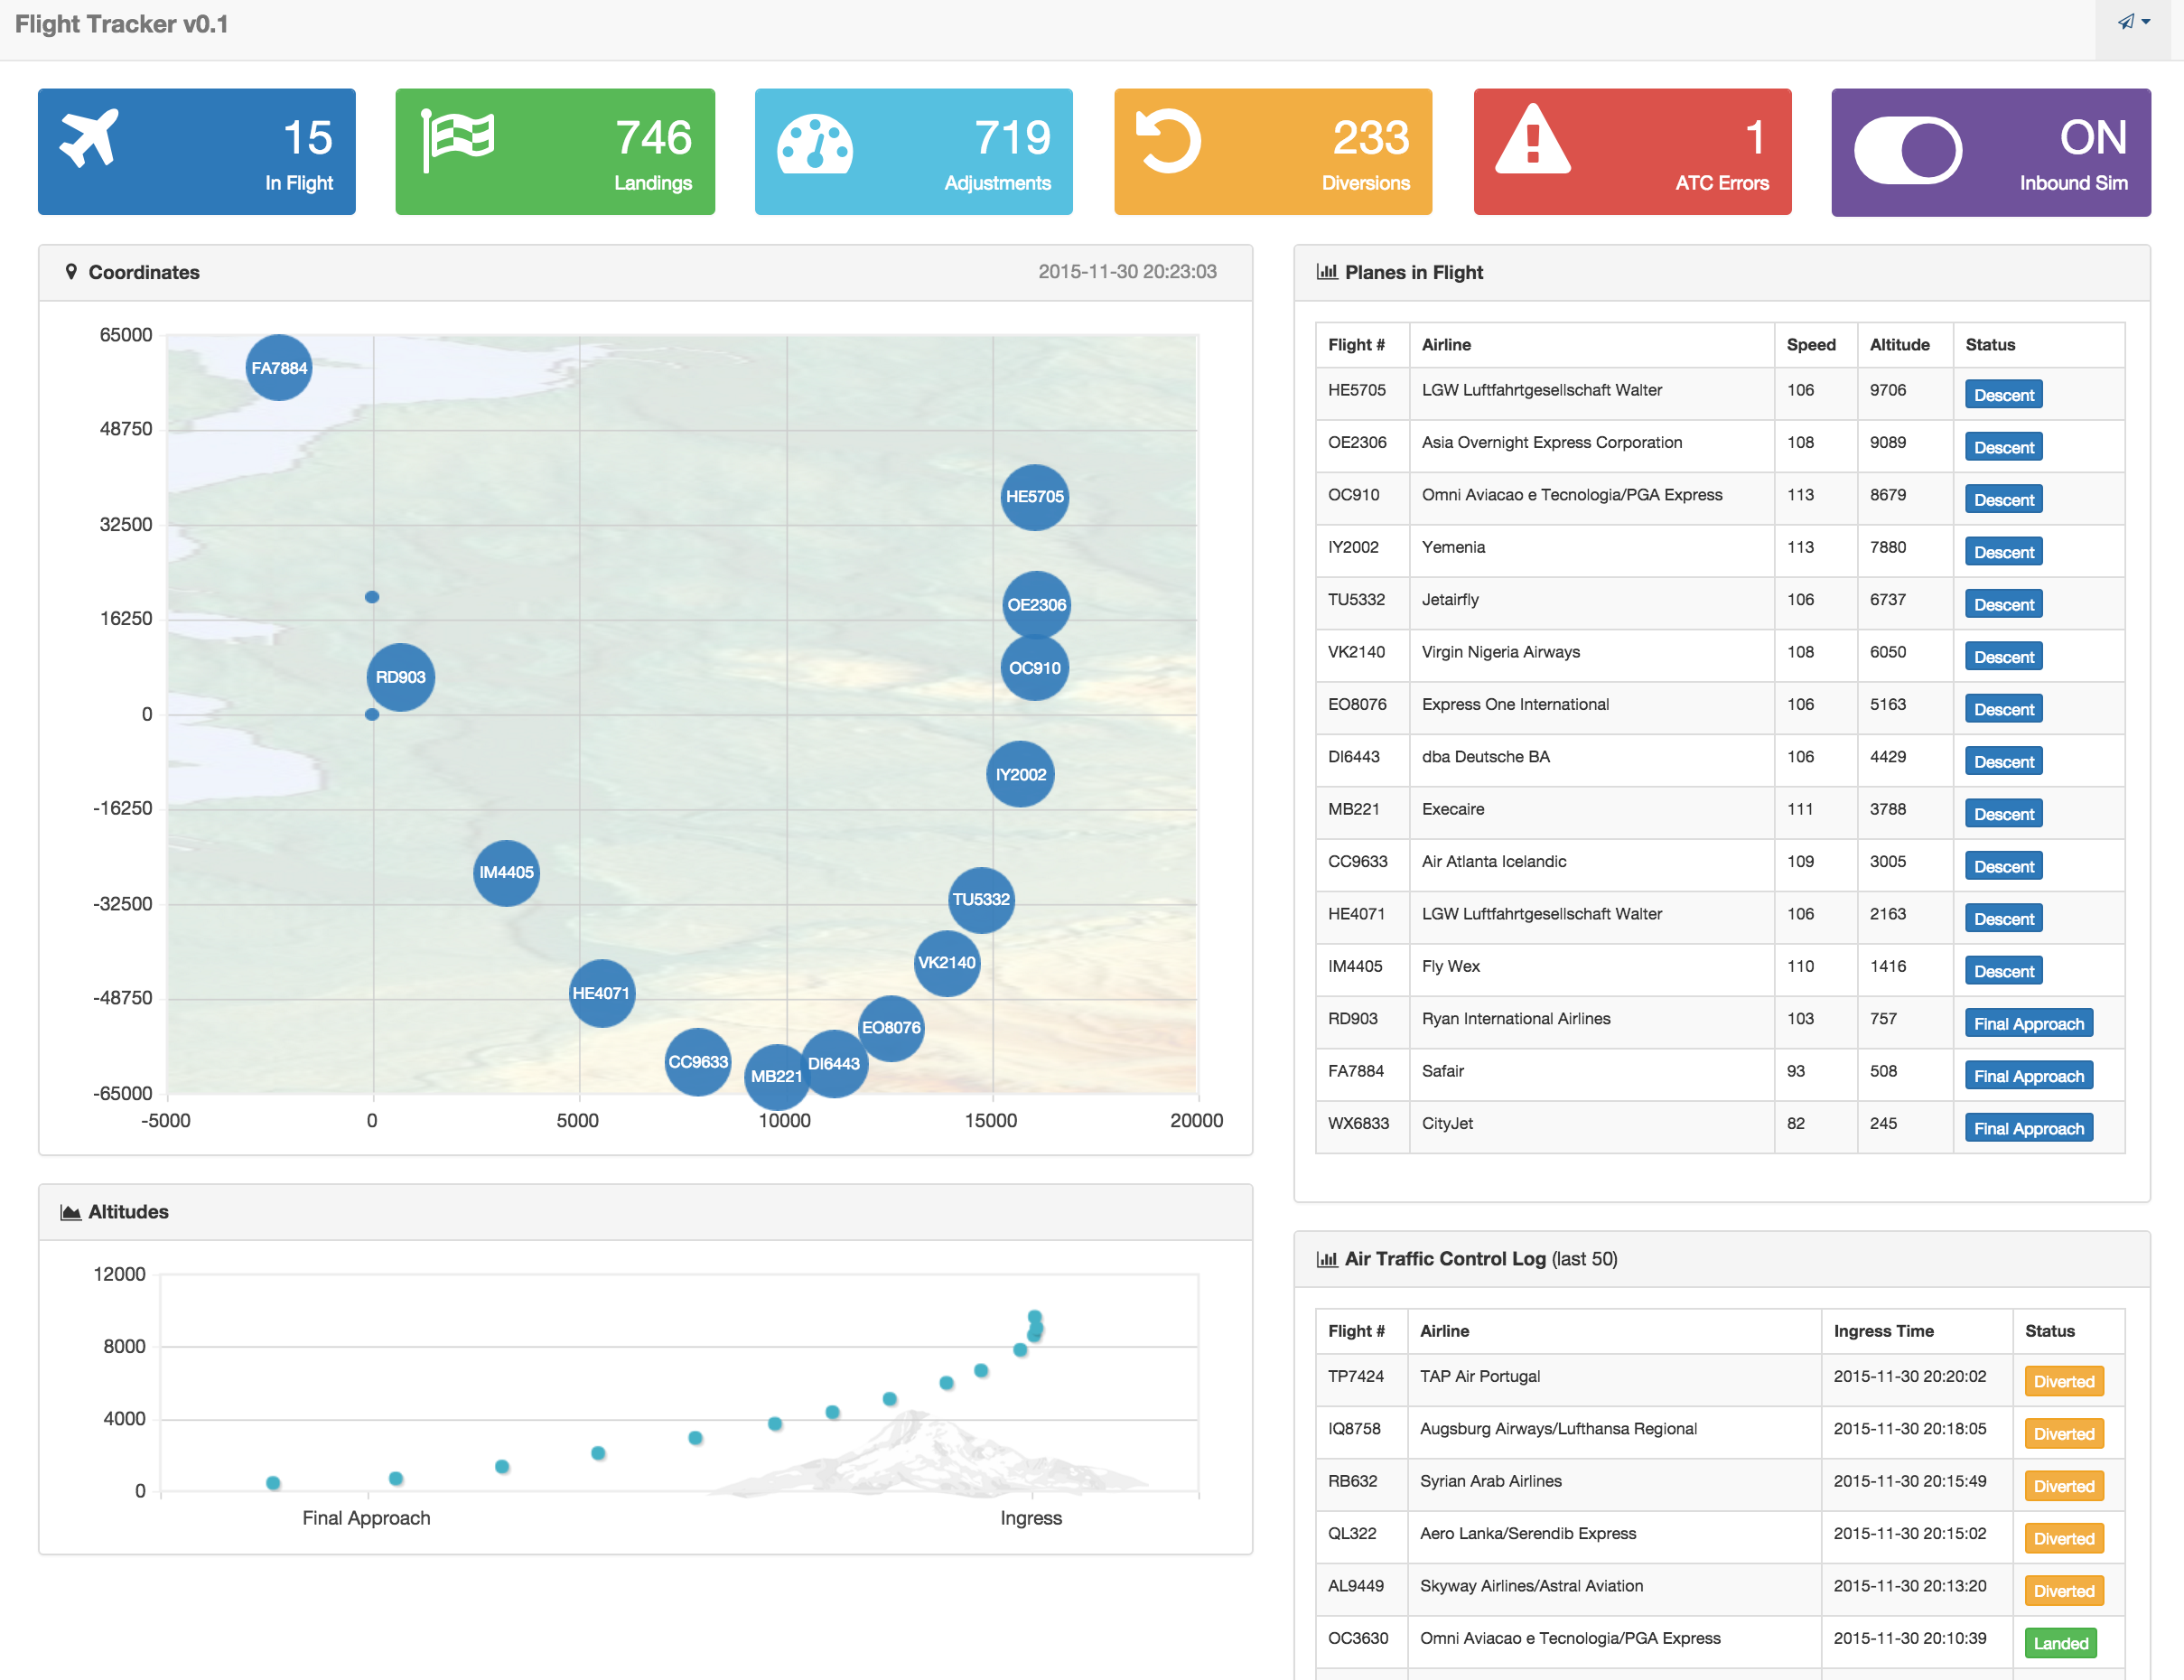 Flight Tracker v0.1
15
In Flight
746
Landings
719
Adjustments
233
Diversions
1
ATC Errors
ON
Inbound Sim
Coordinates 2015-11-30 20:23:03
65000
48750
32500
16250
0
-16250
-32500
-48750
-65000
-5000 0 5000 10000 15000 20000
FA7884
HE5705
OE2306
OC910
RD903
IY2002
IM4405
TU5332
VK2140
HE4071
EO8076
CC9633
MB221
DI6443
Altitudes
12000
8000
4000
0
Final Approach Ingress
Planes in Flight
Flight # Airline Speed Altitude Status
HE5705 LGW Luftfahrtgesellschaft Walter 106 9706 Descent
OE2306 Asia Overnight Express Corporation 108 9089 Descent
OC910 Omni Aviacao e Tecnologia/PGA Express 113 8679 Descent
IY2002 Yemenia 113 7880 Descent
TU5332 Jetairfly 106 6737 Descent
VK2140 Virgin Nigeria Airways 108 6050 Descent
EO8076 Express One International 106 5163 Descent
DI6443 dba Deutsche BA 106 4429 Descent
MB221 Execaire 111 3788 Descent
CC9633 Air Atlanta Icelandic 109 3005 Descent
HE4071 LGW Luftfahrtgesellschaft Walter 106 2163 Descent
IM4405 Fly Wex 110 1416 Descent
RD903 Ryan International Airlines 103 757 Final Approach
FA7884 Safair 93 508 Final Approach
WX6833 CityJet 82 245 Final Approach
Air Traffic Control Log (last 50)
Flight # Airline Ingress Time Status
TP7424 TAP Air Portugal 2015-11-30 20:20:02 Diverted
IQ8758 Augsburg Airways/Lufthansa Regional 2015-11-30 20:18:05 Diverted
RB632 Syrian Arab Airlines 2015-11-30 20:15:49 Diverted
QL322 Aero Lanka/Serendib Express 2015-11-30 20:15:02 Diverted
AL9449 Skyway Airlines/Astral Aviation 2015-11-30 20:13:20 Diverted
OC3630 Omni Aviacao e Tecnologia/PGA Express 2015-11-30 20:10:39 Landed